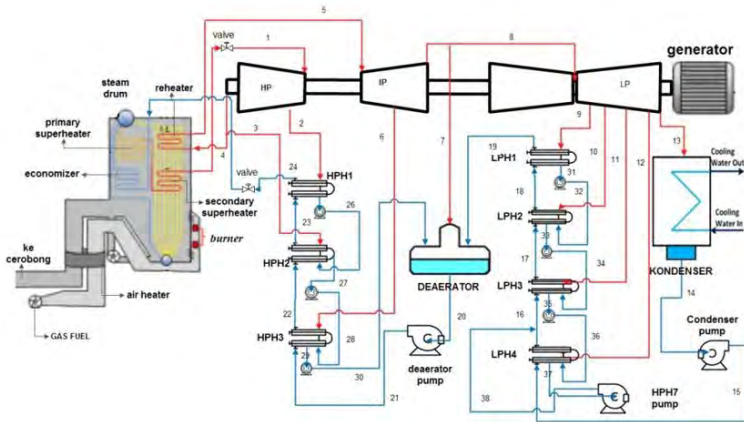 5
1
valve
8
generator
steam
drum
reheater
HP
IP
LP
primary
superheater
3
4
2
6
7
9
10
11
12
13
19
economizer
valve
24
HPH1
LPH1
31
18
32
Cooling
Water Out
secondary
superheater
23
26
LPH2
33
Cooling
Water In
burner
HPH2
17
34
ke
cerobong
27
DEAERATOR
LPH3
35
KONDENSER
air heater
22
28
20
16
36
14
HPH3
29
30
LPH4
37
Condenser
pump
GAS FUEL
deaerator
pump
21
38
HPH7
pump
15